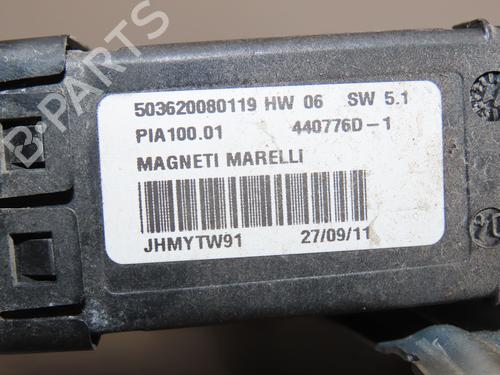 503620080119 HW 06 SW 5.1
PIA100.01 440776D-1
MAGNETI MARELLI
JHMYTW91 27/09/11
B-PARTS